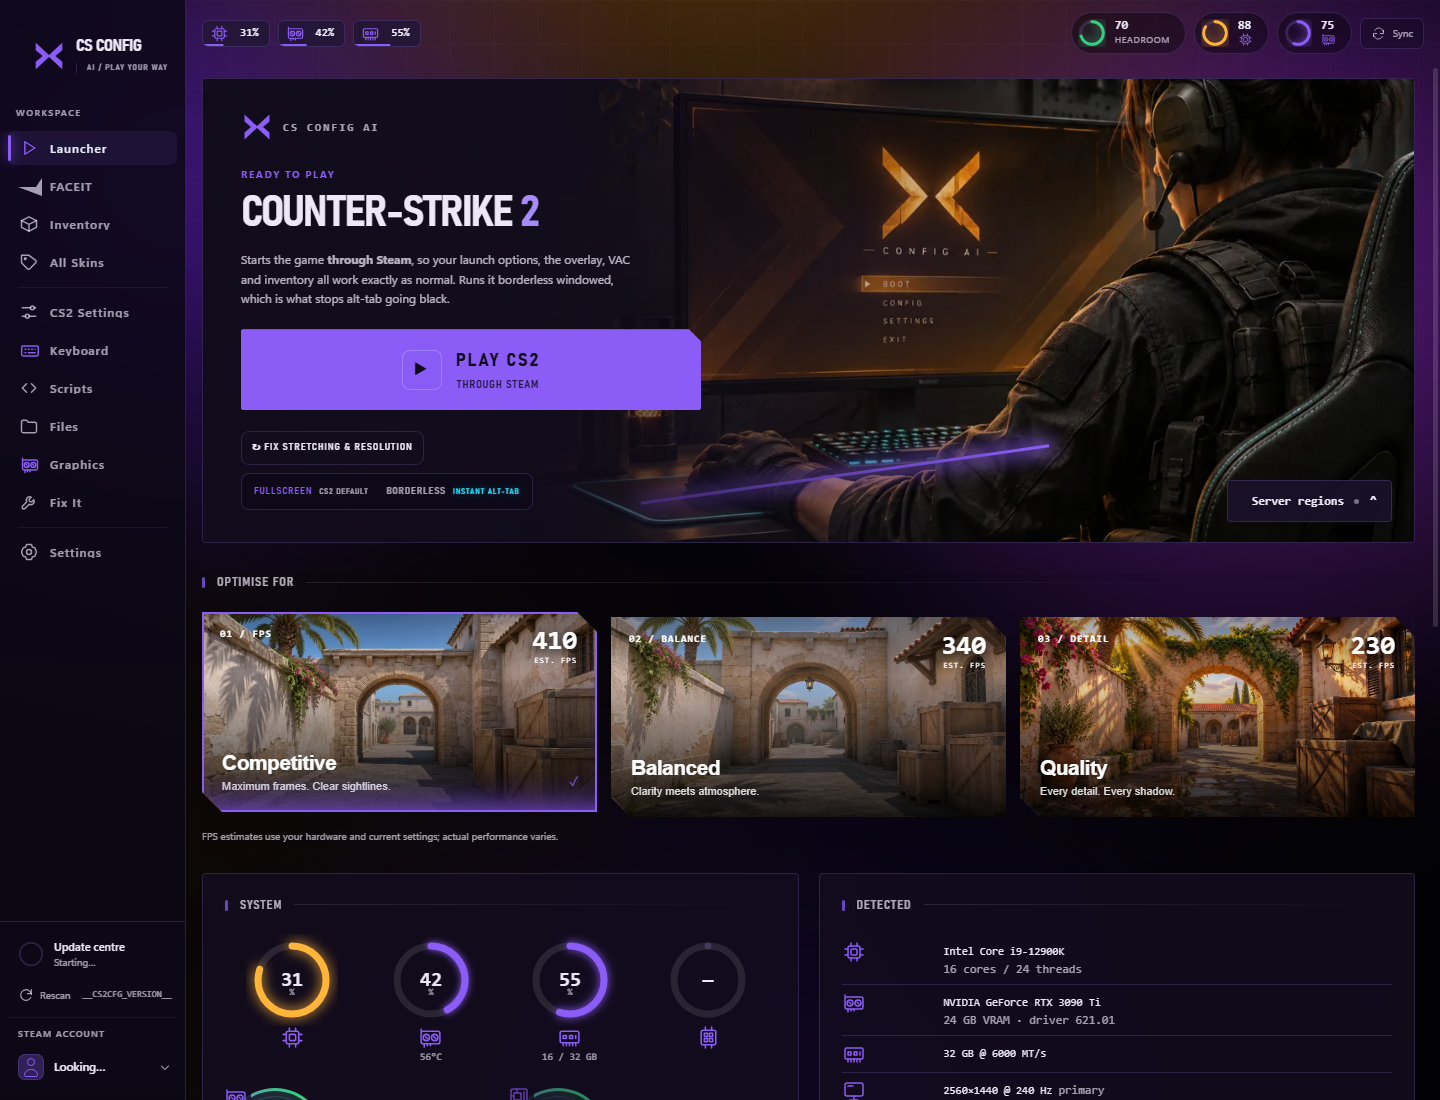 CS CONFIG
AI / PLAY YOUR WAY
WORKSPACE
Launcher
FACEIT
Inventory
All Skins
CS2 Settings
Keyboard
Scripts
Files
Graphics
Fix It
Settings
Update centre
Starting...
Rescan
__CS2CFG_VERSION__
STEAM ACCOUNT
Looking...
31%
42%
55%
70
HEADROOM
88
75
Sync
CS CONFIG AI
READY TO PLAY
COUNTER-STRIKE 2
Starts the game through Steam, so your launch options, the overlay, VAC
and inventory all work exactly as normal. Runs it borderless windowed,
which is what stops alt-tab going black.
PLAY CS2
THROUGH STEAM
↻ FIX STRETCHING & RESOLUTION
FULLSCREEN CS2 DEFAULT BORDERLESS INSTANT ALT-TAB
CONFIG AI
BOOT
CONFIG
SETTINGS
EXIT
Server regions
OPTIMISE FOR
01 / FPS
410
EST. FPS
Competitive
Maximum frames. Clear sightlines.
02 / BALANCE
340
EST. FPS
Balanced
Clarity meets atmosphere.
03 / DETAIL
230
EST. FPS
Quality
Every detail. Every shadow.
FPS estimates use your hardware and current settings; actual performance varies.
SYSTEM
31
%
42
%
56°C
55
%
16 / 32 GB
—
DETECTED
Intel Core i9-12900K
16 cores / 24 threads
NVIDIA GeForce RTX 3090 Ti
24 GB VRAM · driver 621.01
32 GB @ 6000 MT/s
2560×1440 @ 240 Hz primary